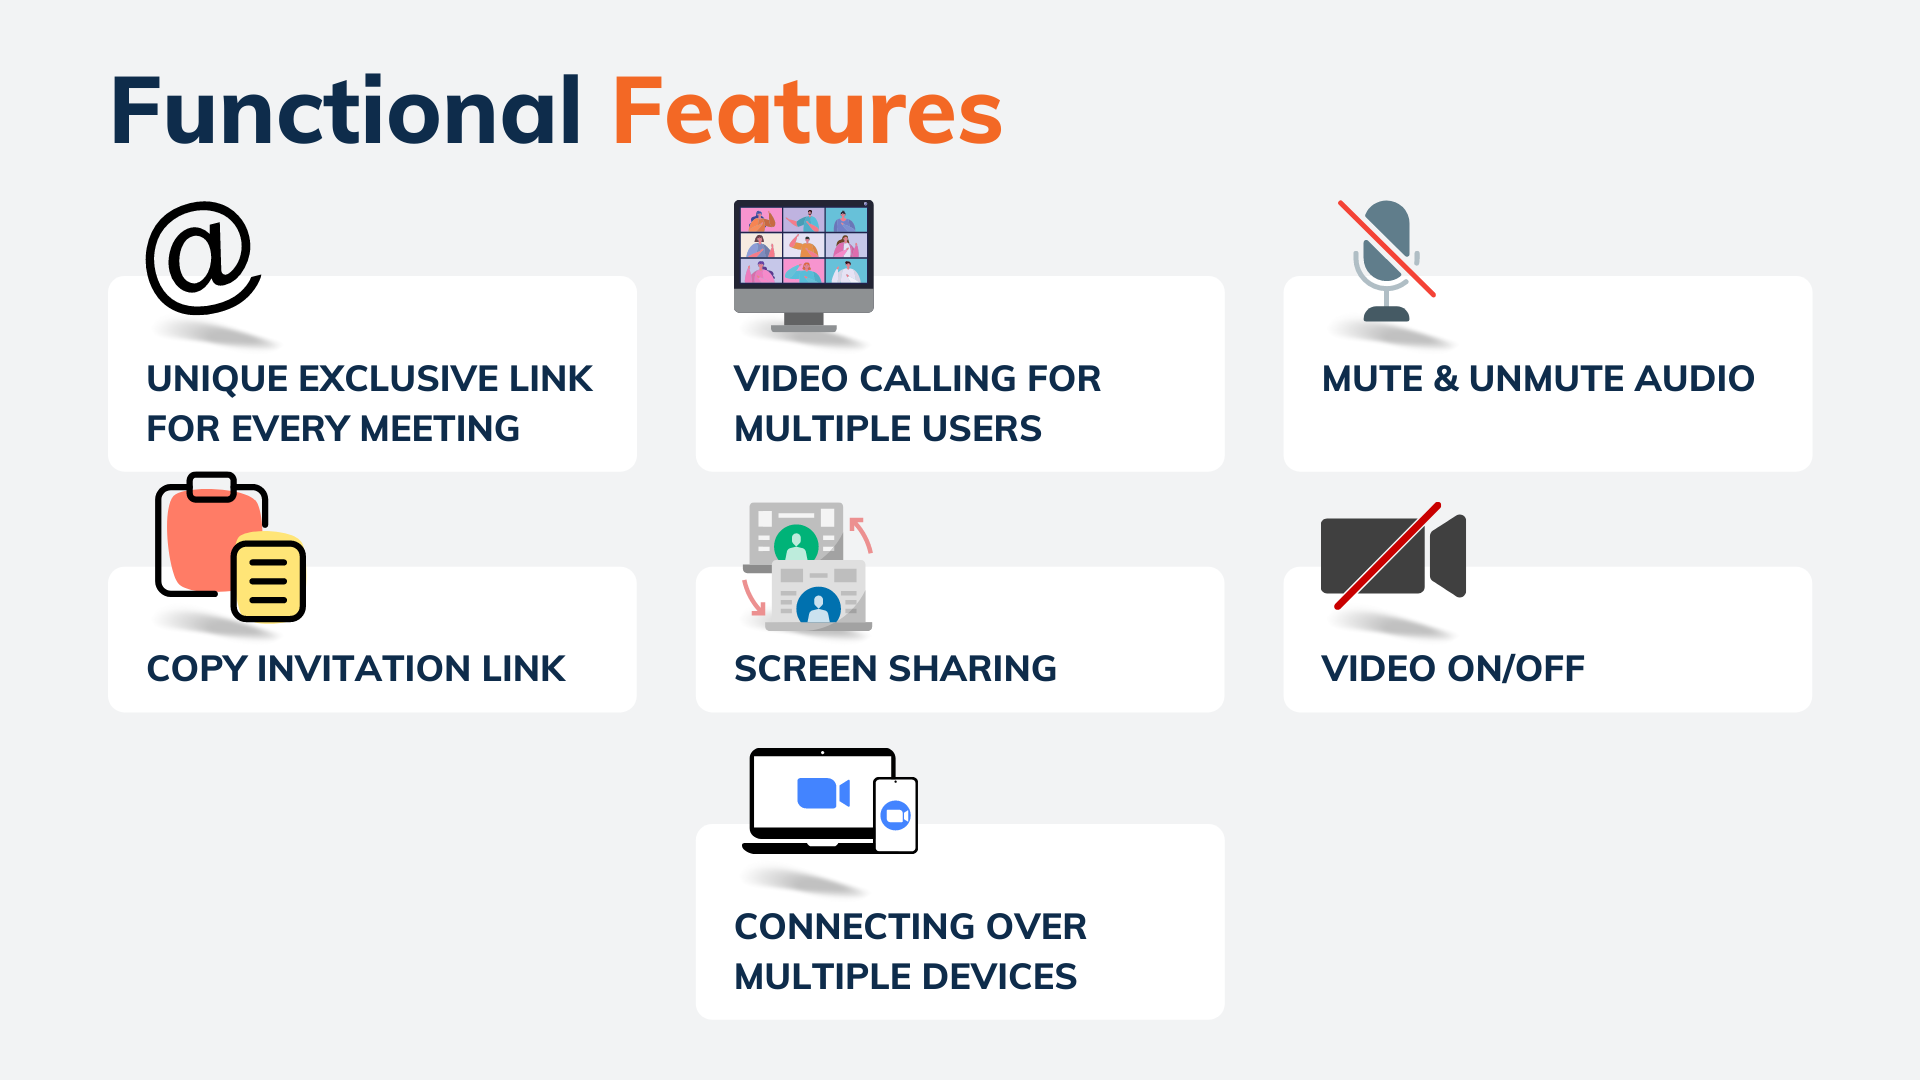 Functional Features
@
UNIQUE EXCLUSIVE LINK
FOR EVERY MEETING
VIDEO CALLING FOR
MULTIPLE USERS
MUTE & UNMUTE AUDIO
COPY INVITATION LINK
SCREEN SHARING
VIDEO ON/OFF
CONNECTING OVER
MULTIPLE DEVICES